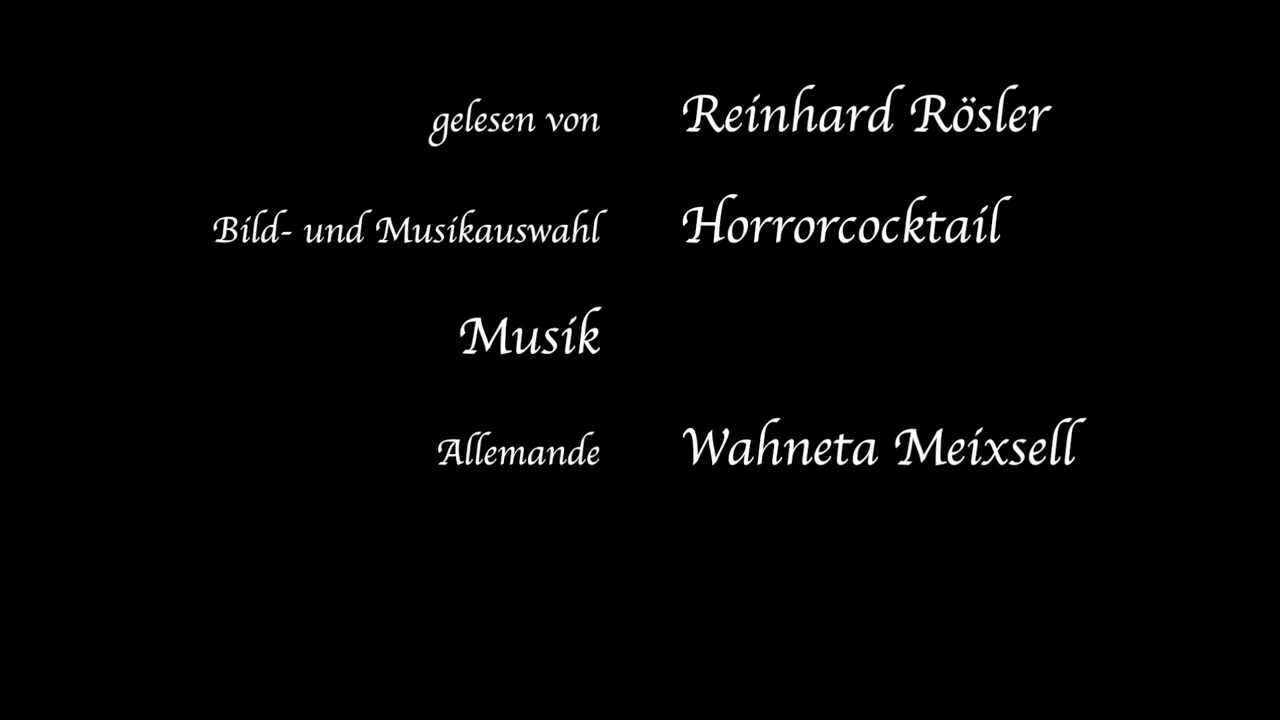 gelesen von Reinhard Rösler
Bild- und Musikauswahl Horrorcocktail
Musik
Allemande Wahneta Meixsell